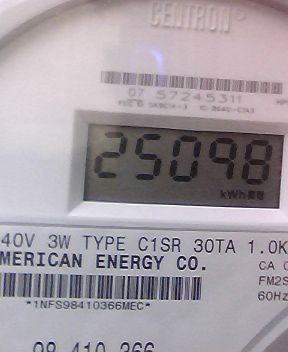 CENTRON®
07 57245311
25098
kWh
40V 3W TYPE C1SR 30TA 1.0K
MERICAN ENERGY CO.
CA
FM2S
60Hz
*1NFS98410366MEC*
98 410 366